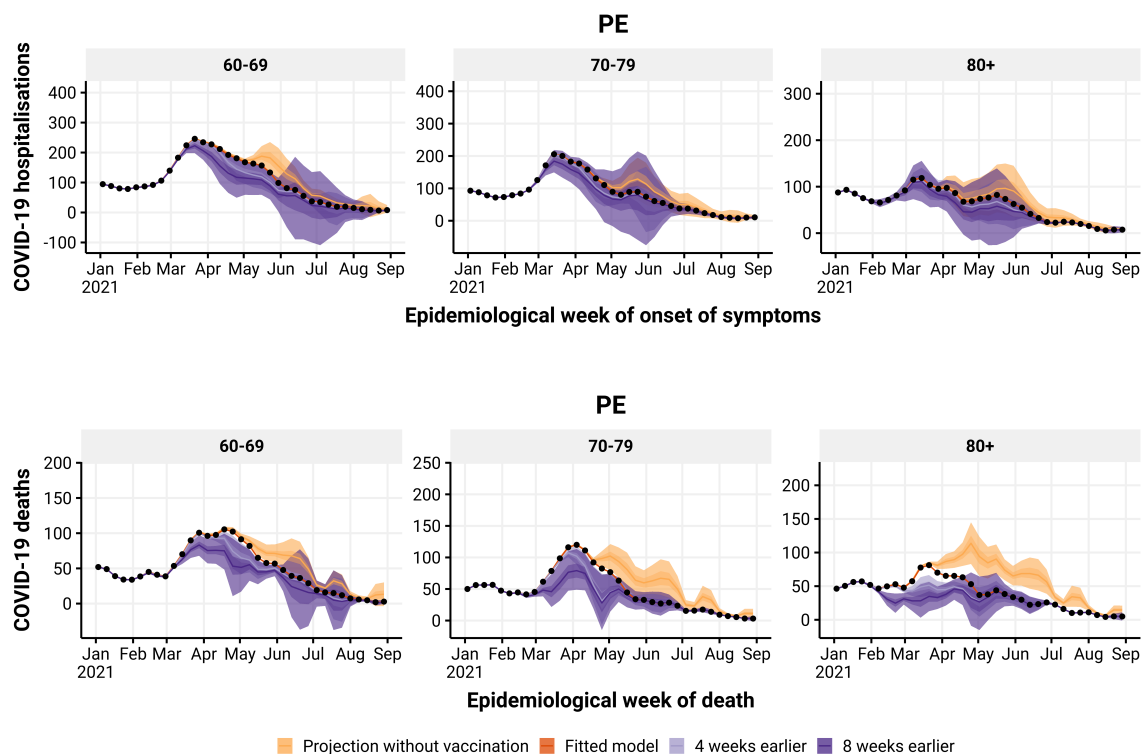 PE
60-69 70-79 80+
COVID-19 hospitalisations
400 400 300
300 300
200 200 200
100 100 100
0 0 0
-100
Jan Feb Mar Apr May Jun Jul Aug Sep Jan Feb Mar Apr May Jun Jul Aug Sep Jan Feb Mar Apr May Jun Jul Aug Sep
2021 2021 2021
Epidemiological week of onset of symptoms
PE
60-69 70-79 80+
COVID-19 deaths
200 250 200
150 200 150
100 150 100
50 100 50
0 50 0
0
Jan Feb Mar Apr May Jun Jul Aug Sep Jan Feb Mar Apr May Jun Jul Aug Sep Jan Feb Mar Apr May Jun Jul Aug Sep
2021 2021 2021
Epidemiological week of death
Projection without vaccination Fitted model 4 weeks earlier 8 weeks earlier